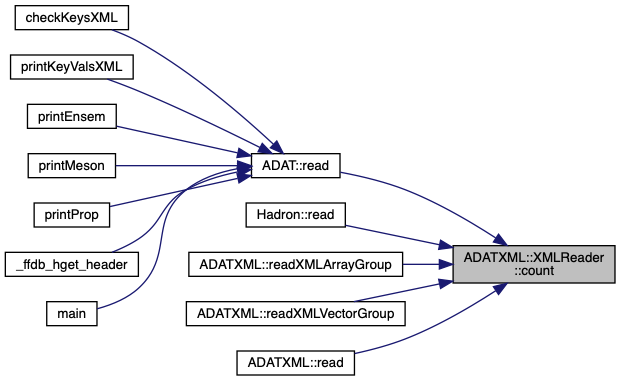 checkKeysXML
printKeyValsXML
printEnsem
printMeson
printProp
_ffdb_hget_header
main
ADAT::read
Hadron::read
ADATXML::readXMLArrayGroup
ADATXML::readXMLVectorGroup
ADATXML::read
ADATXML::XMLReader
::count